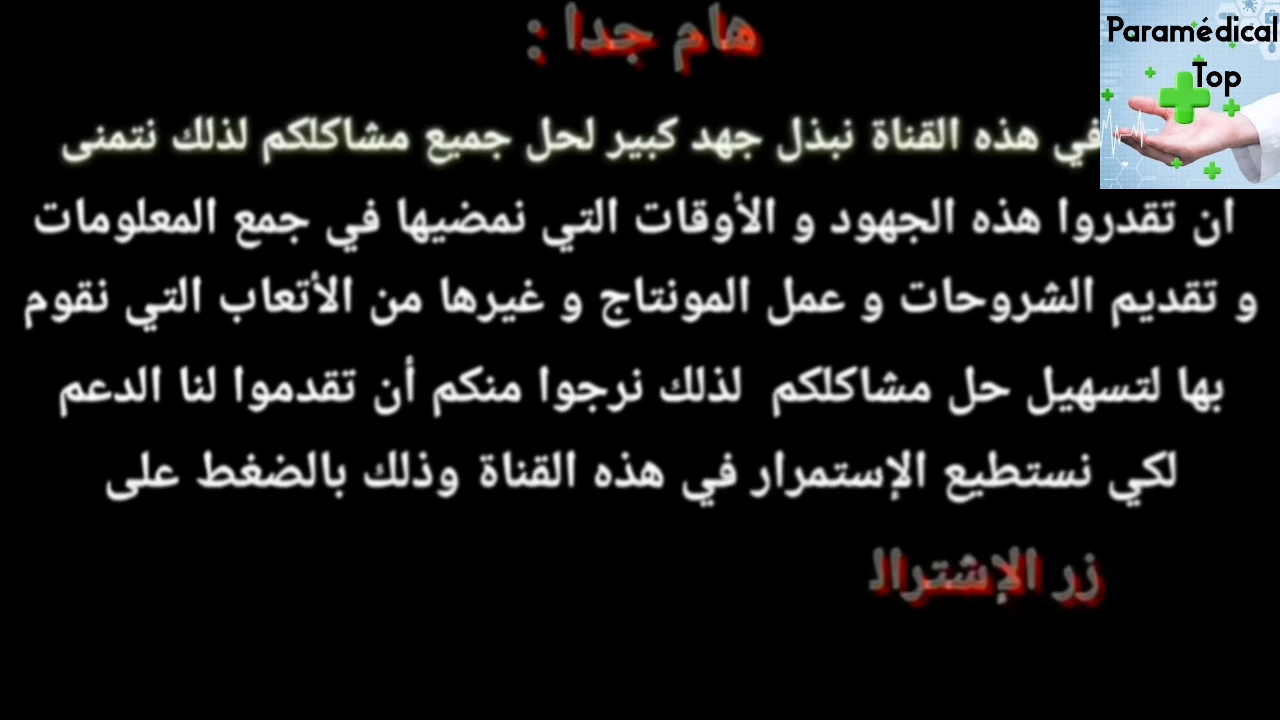 هام جدا :
في هذه القناة نبذل جهد كبير لحل جميع مشاكلكم لذلك نتمنى
ان تقدروا هذه الجهود و الأوقات التي نمضيها في جمع المعلومات
و تقديم الشروحات و عمل المونتاج و غيرها من الأتعاب التي نقوم
بها لتسهيل حل مشاكلكم لذلك نرجوا منكم أن تقدموا لنا الدعم
لكي نستطيع الإستمرار في هذه القناة وذلك بالضغط على
زر الإشترال
Paramédical
Top